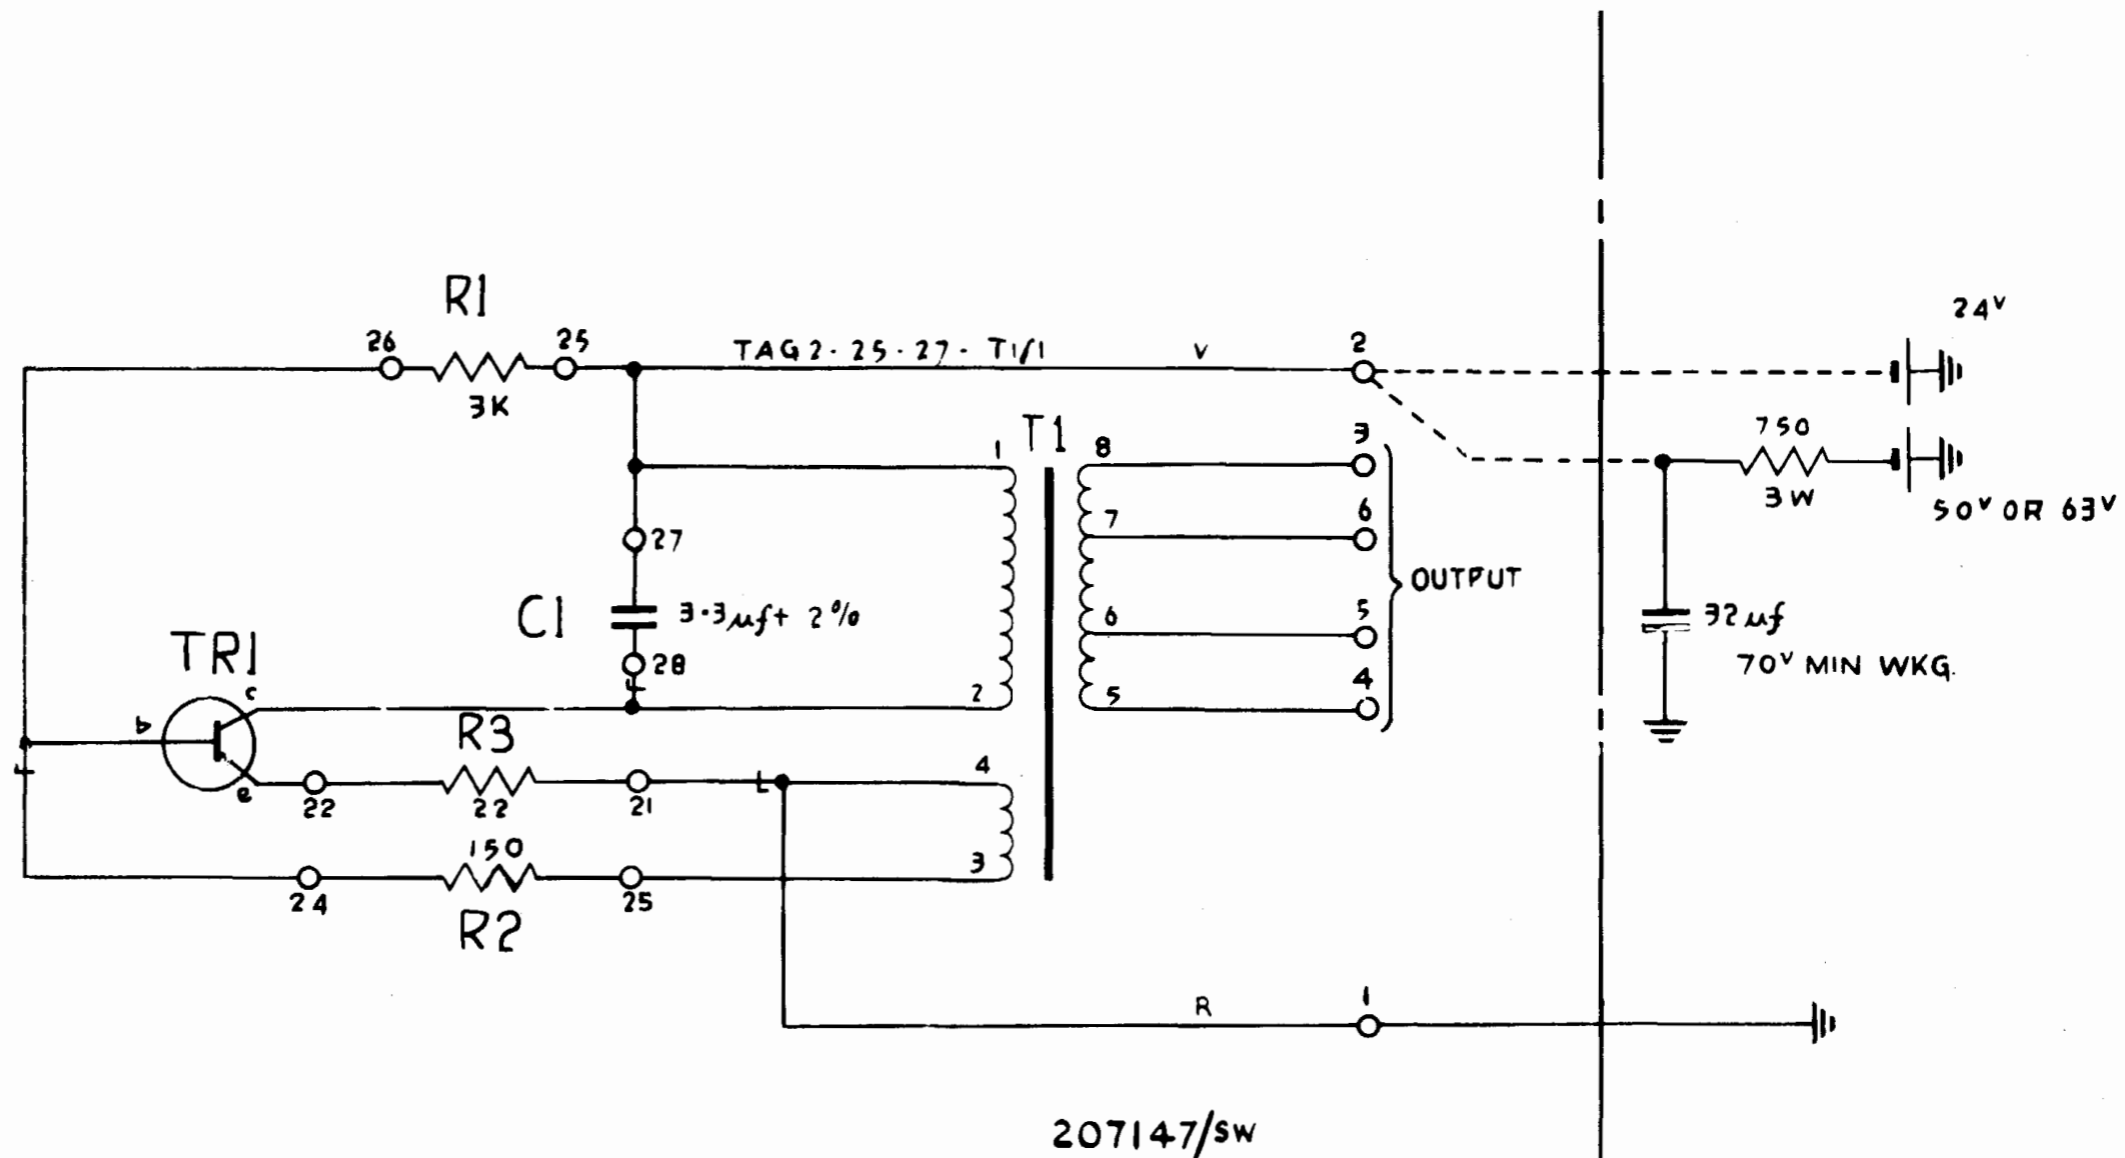 24V
R1
26
25
TAG 2 · 25 · 27 · T1/1
V
2
3K
T1
750
3W
50V OR 63V
1
8
3
7
6
27
C1
3·3µf+ 2%
OUTPUT
6
5
32µf
70V MIN WKG.
28
TR1
c
2
5
4
b
R3
e
22
22
21
4
150
3
24
25
R2
R
1
207147/SW